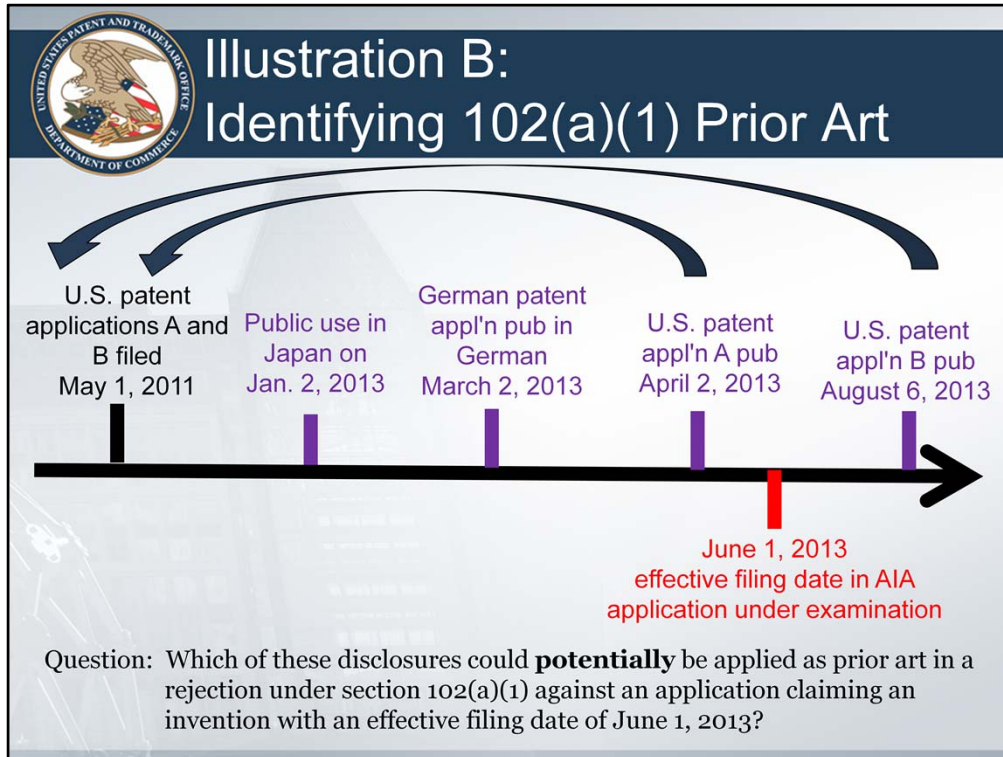 UNITED STATES PATENT AND TRADEMARK OFFICE
DEPARTMENT OF COMMERCE
Illustration B:
Identifying 102(a)(1) Prior Art
U.S. patent
applications A and
B filed
May 1, 2011
Public use in
Japan on
Jan. 2, 2013
German patent
appl'n pub in
German
March 2, 2013
U.S. patent
appl'n A pub
April 2, 2013
U.S. patent
appl'n B pub
August 6, 2013
June 1, 2013
effective filing date in AIA
application under examination
Question: Which of these disclosures could potentially be applied as prior art in a
rejection under section 102(a)(1) against an application claiming an
invention with an effective filing date of June 1, 2013?